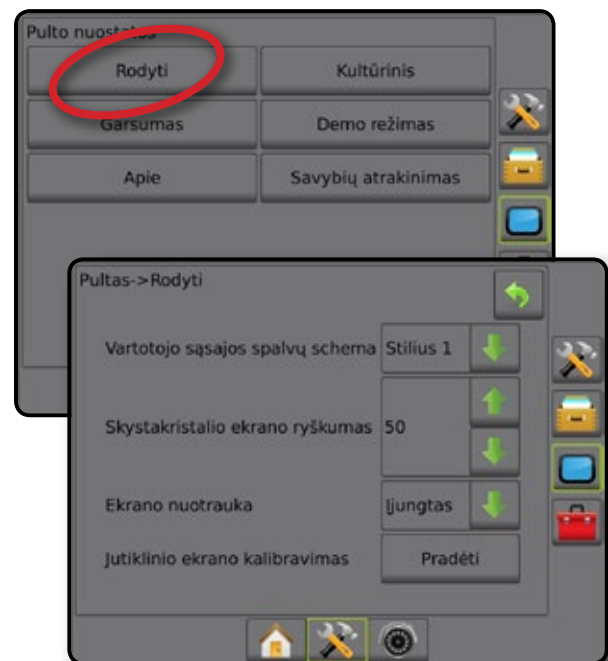 Pulto nuostatos
Rodyti Kultūrinis
Garsumas Demo režimas
Apie Savybių atrakinimas
Pultas->Rodyti
Vartotojo sąsajos spalvų schema Stilius 1
Skystakristalio ekrano ryškumas 50
Ekrano nuotrauka Įjungtas
Jutiklinio ekrano kalibravimas Pradėti